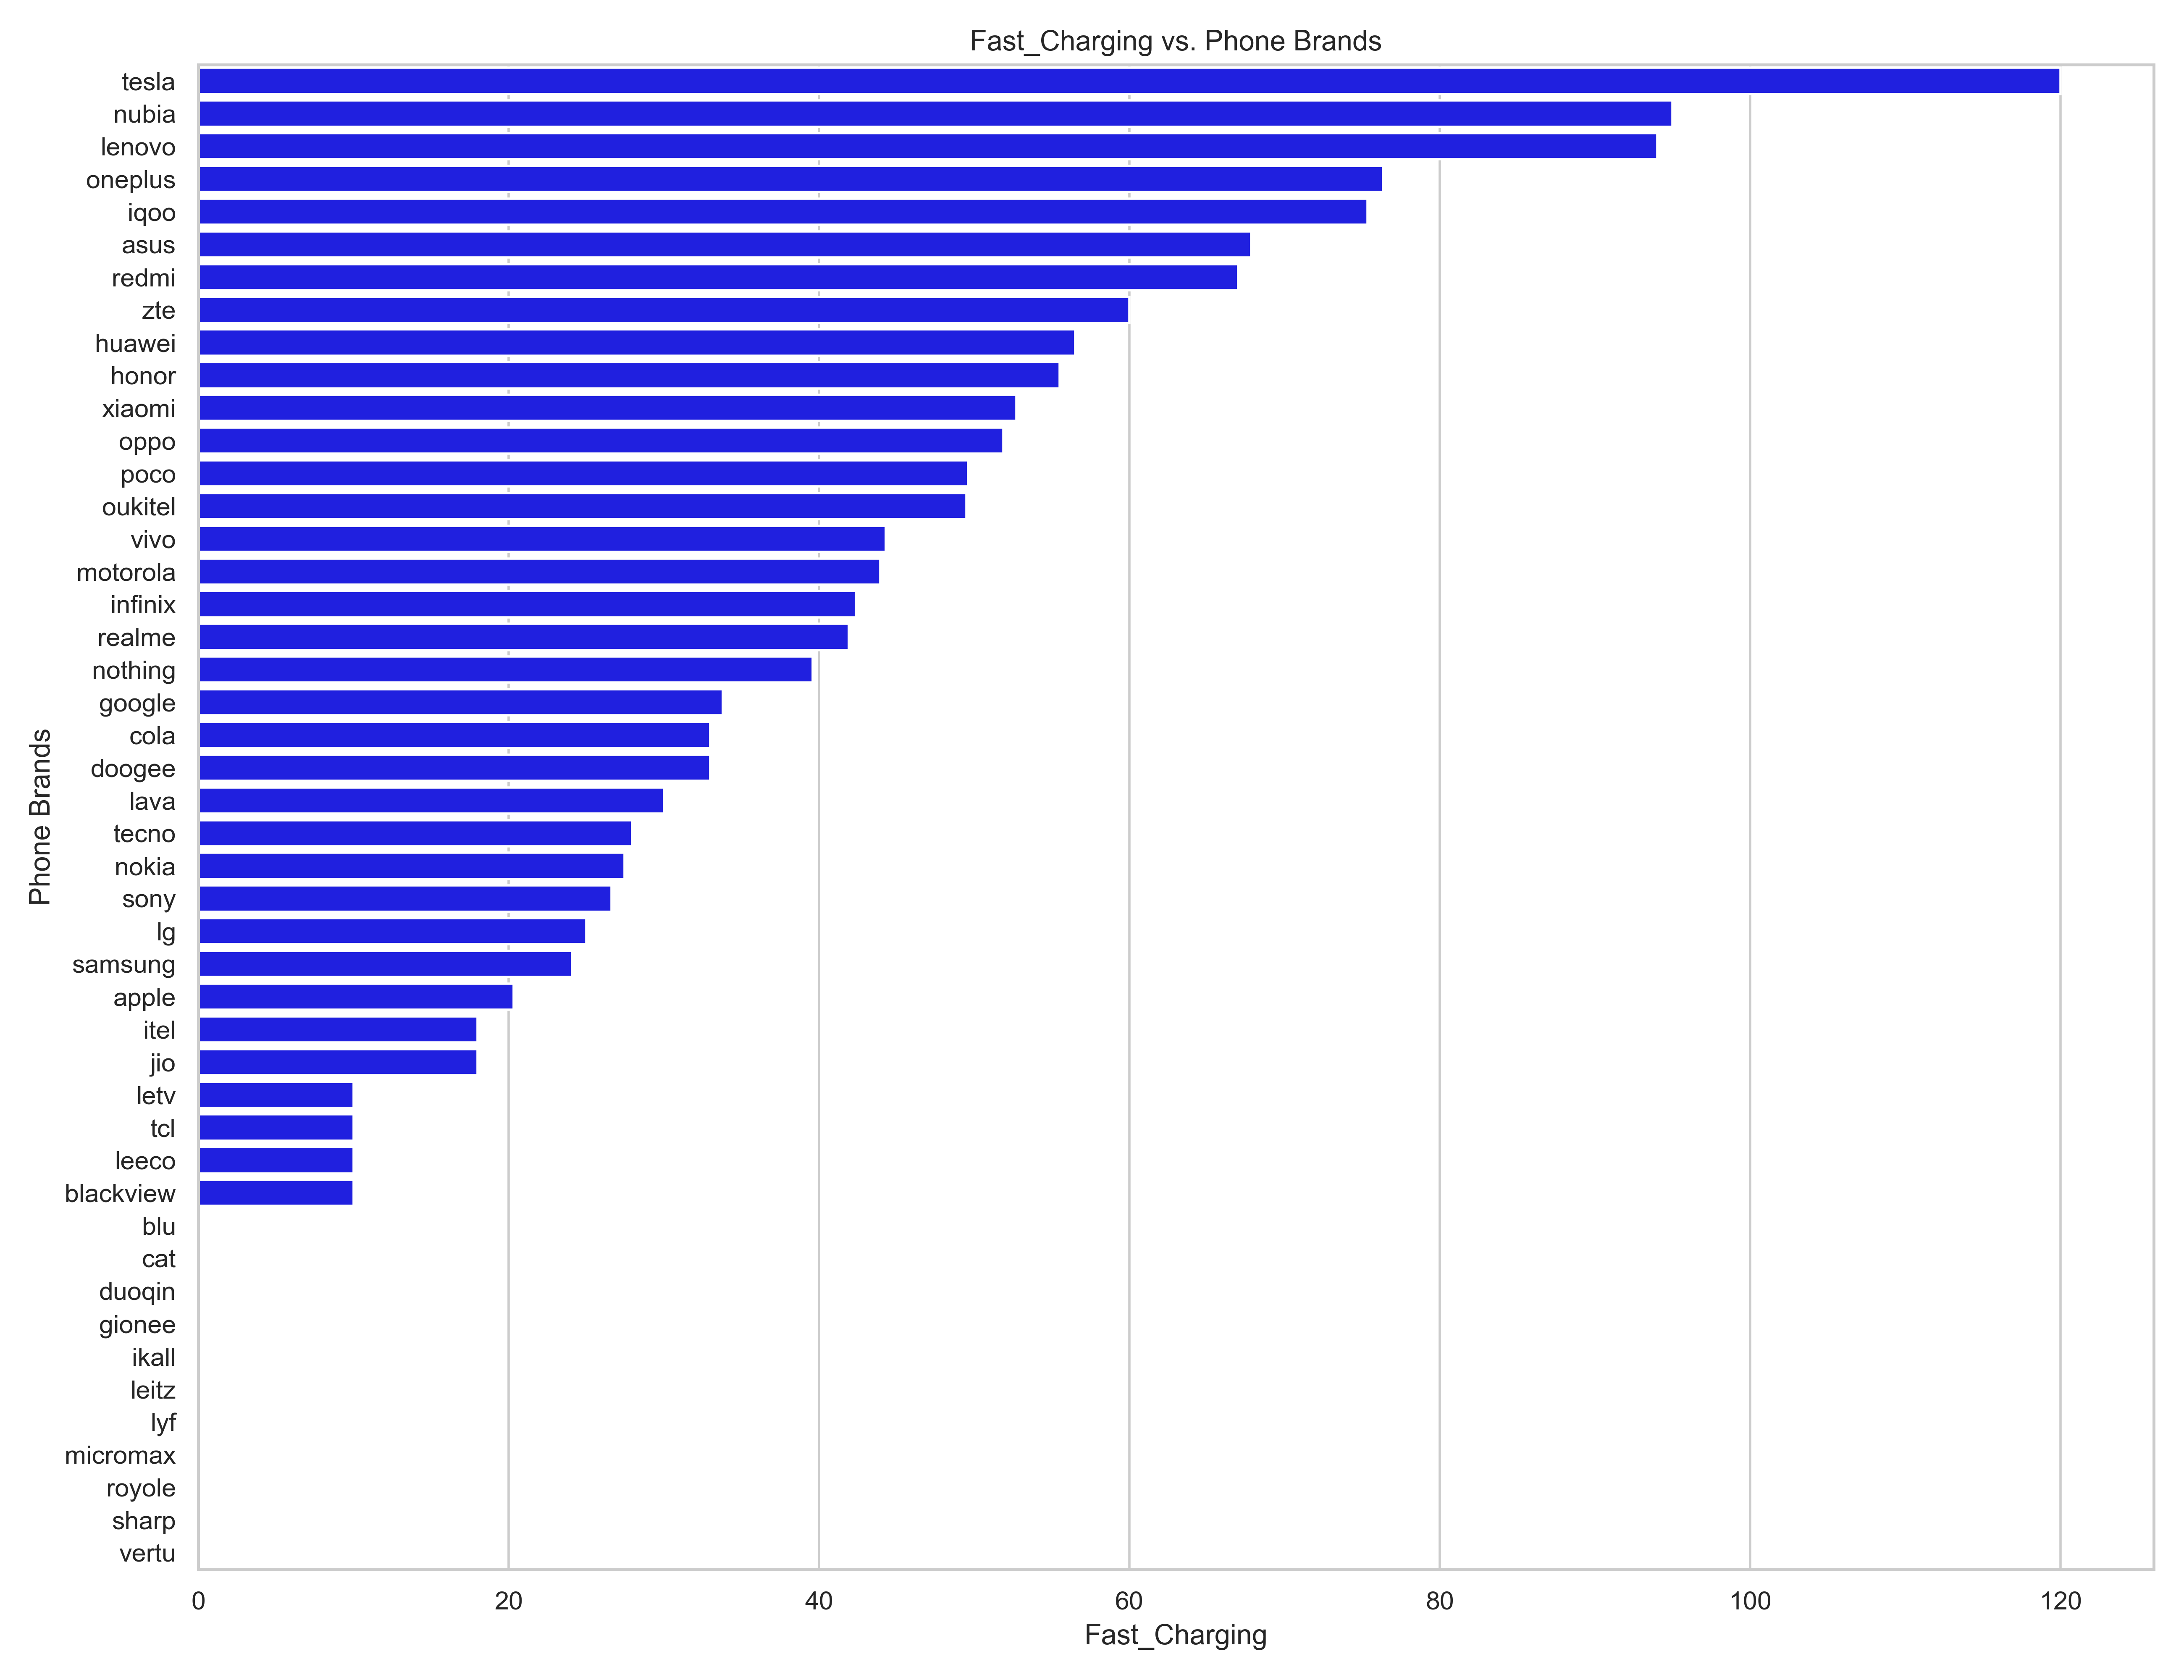 Fast_Charging vs. Phone Brands
tesla
nubia
lenovo
oneplus
iqoo
asus
redmi
zte
huawei
honor
xiaomi
oppo
poco
oukitel
vivo
motorola
infinix
realme
nothing
google
cola
doogee
lava
tecno
nokia
sony
lg
samsung
apple
itel
jio
letv
tcl
leeco
blackview
blu
cat
duoqin
gionee
ikall
leitz
lyf
micromax
royole
sharp
vertu
Phone Brands
0 20 40 60 80 100 120
Fast_Charging